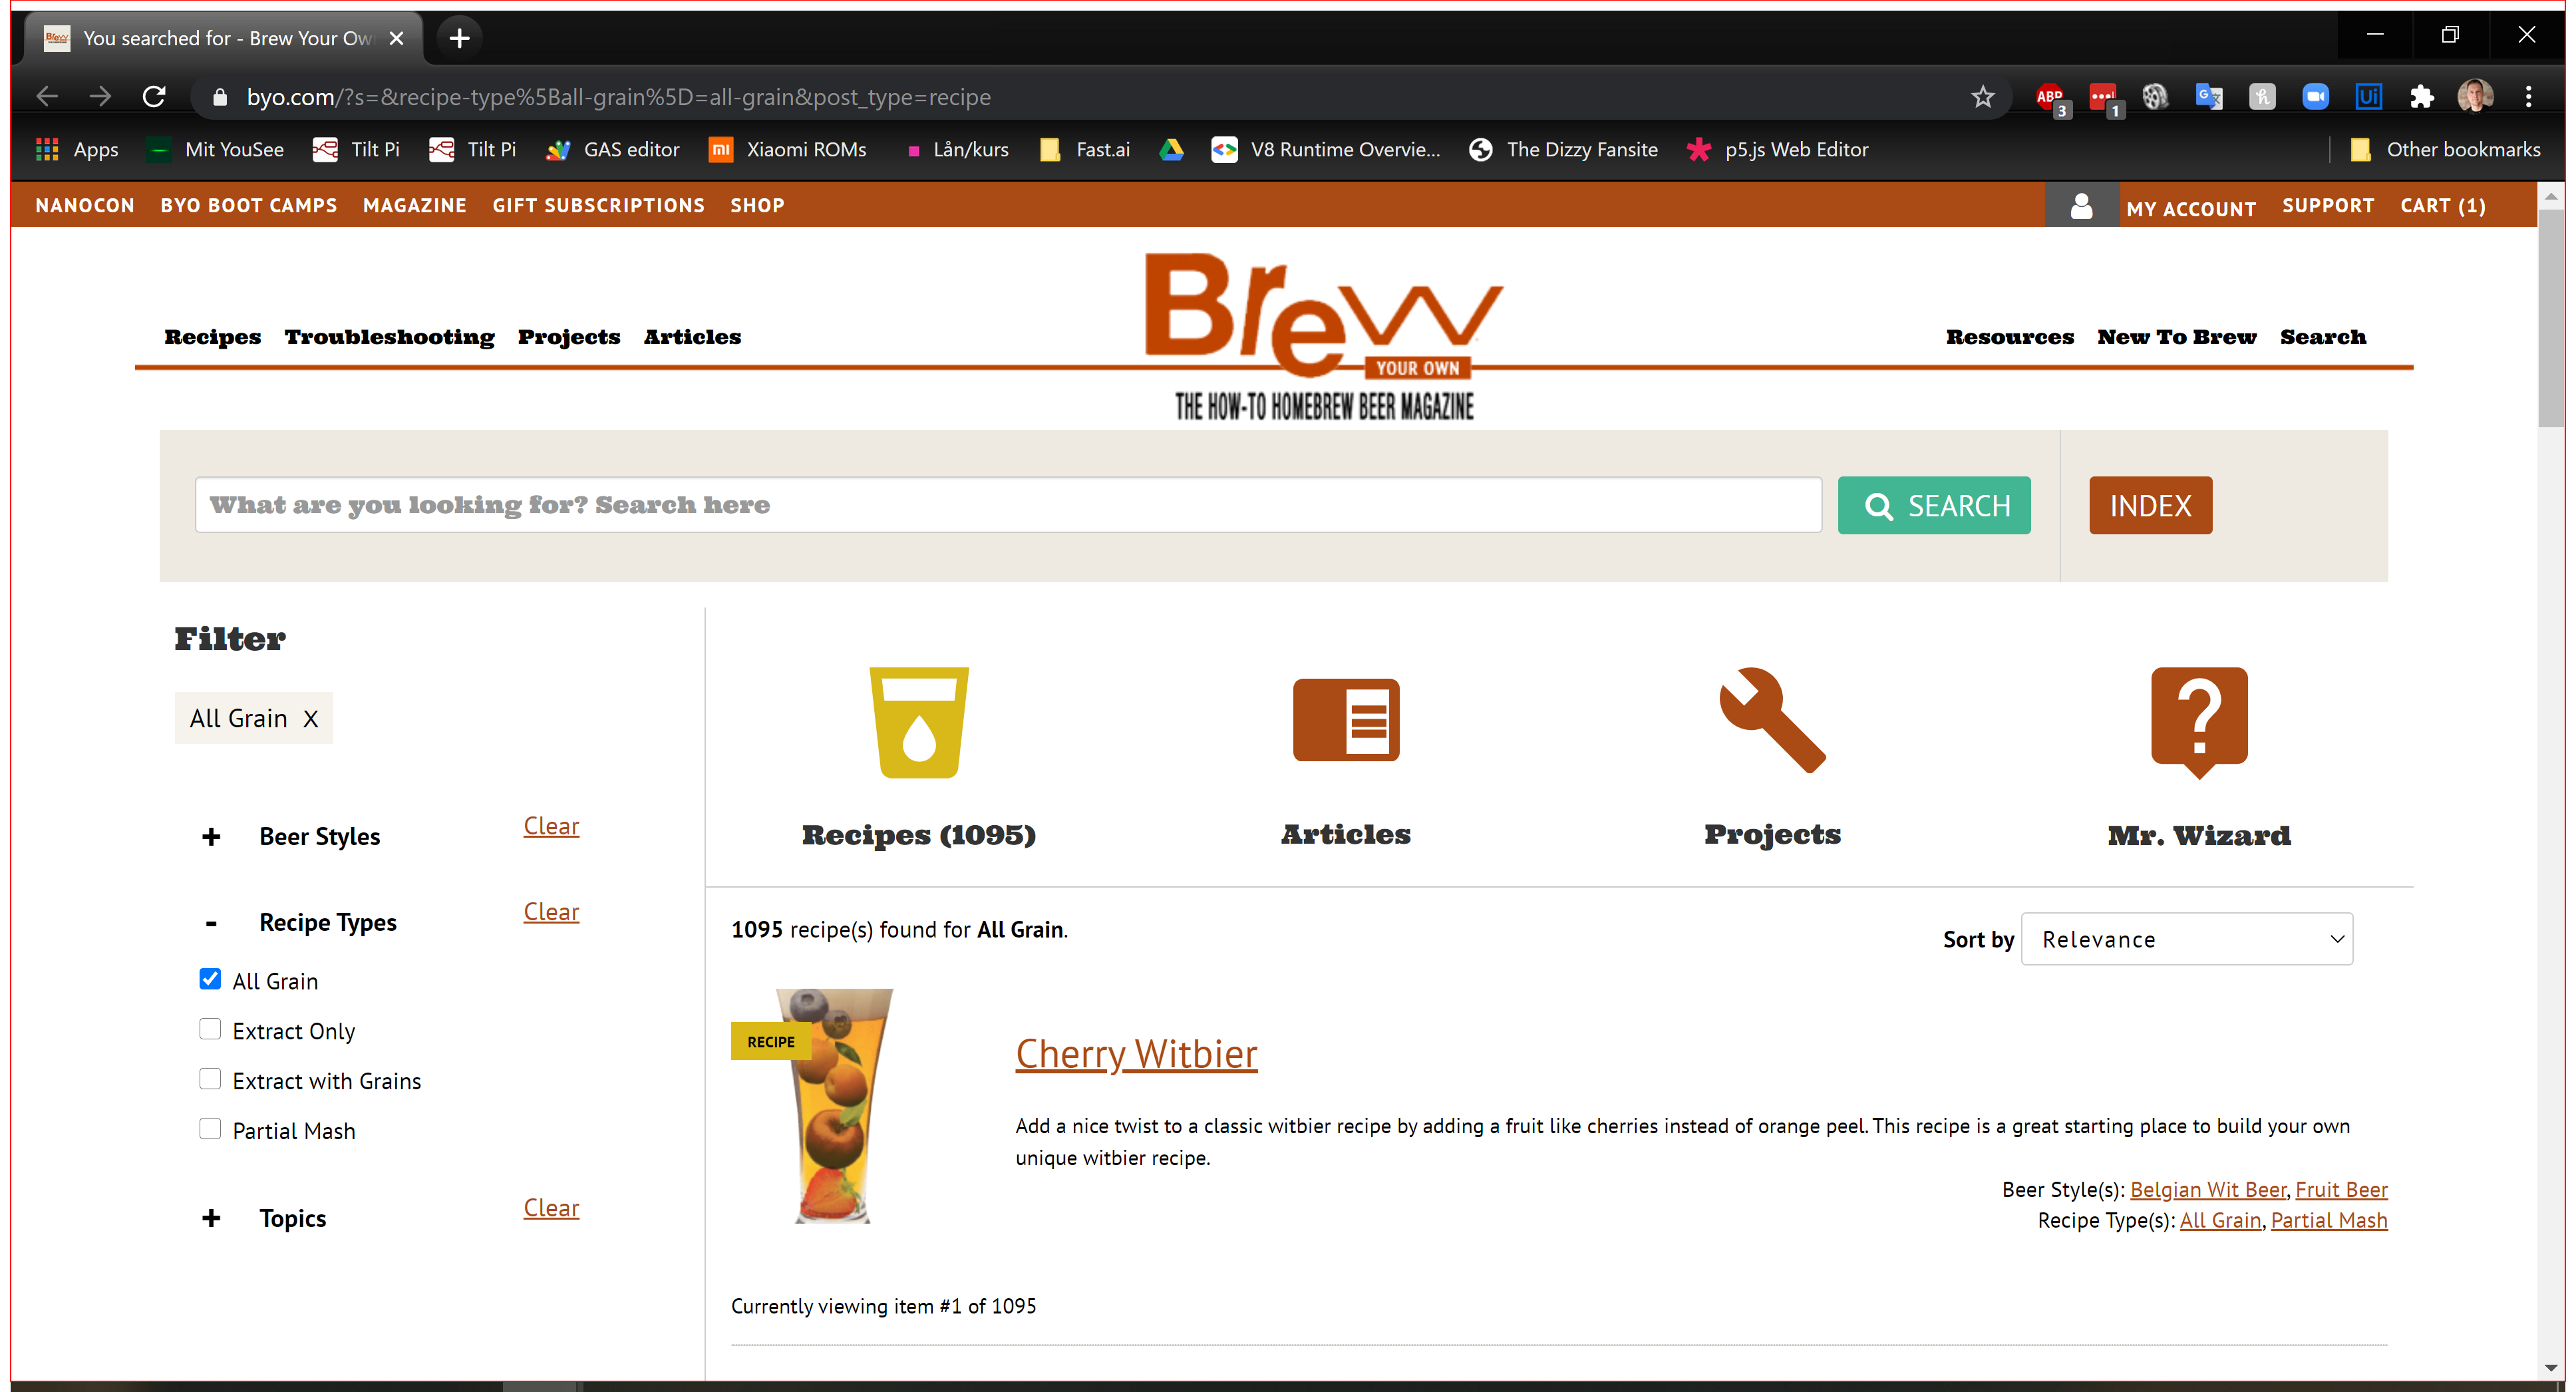 You searched for - Brew Your Ow
byo.com/?s=&recipe-type%5Ball-grain%5D=all-grain&post_type=recipe
ABP 3 1
Apps Mit YouSee Tilt Pi Tilt Pi GAS editor Xiaomi ROMs Lån/kurs Fast.ai V8 Runtime Overvie... The Dizzy Fansite p5.js Web Editor Other bookmarks
NANOCON BYO BOOT CAMPS MAGAZINE GIFT SUBSCRIPTIONS SHOP MY ACCOUNT SUPPORT CART (1)
Brew
YOUR OWN
THE HOW-TO HOMEBREW BEER MAGAZINE
Recipes Troubleshooting Projects Articles Resources New To Brew Search
What are you looking for? Search here SEARCH INDEX
Filter
All Grain X
+ Beer Styles Clear
- Recipe Types Clear
All Grain
Extract Only
Extract with Grains
Partial Mash
+ Topics Clear
Recipes (1095) Articles Projects Mr. Wizard
1095 recipe(s) found for All Grain.
Sort by Relevance
RECIPE
Cherry Witbier
Add a nice twist to a classic witbier recipe by adding a fruit like cherries instead of orange peel. This recipe is a great starting place to build your own
unique witbier recipe.
Beer Style(s): Belgian Wit Beer, Fruit Beer
Recipe Type(s): All Grain, Partial Mash
Currently viewing item #1 of 1095